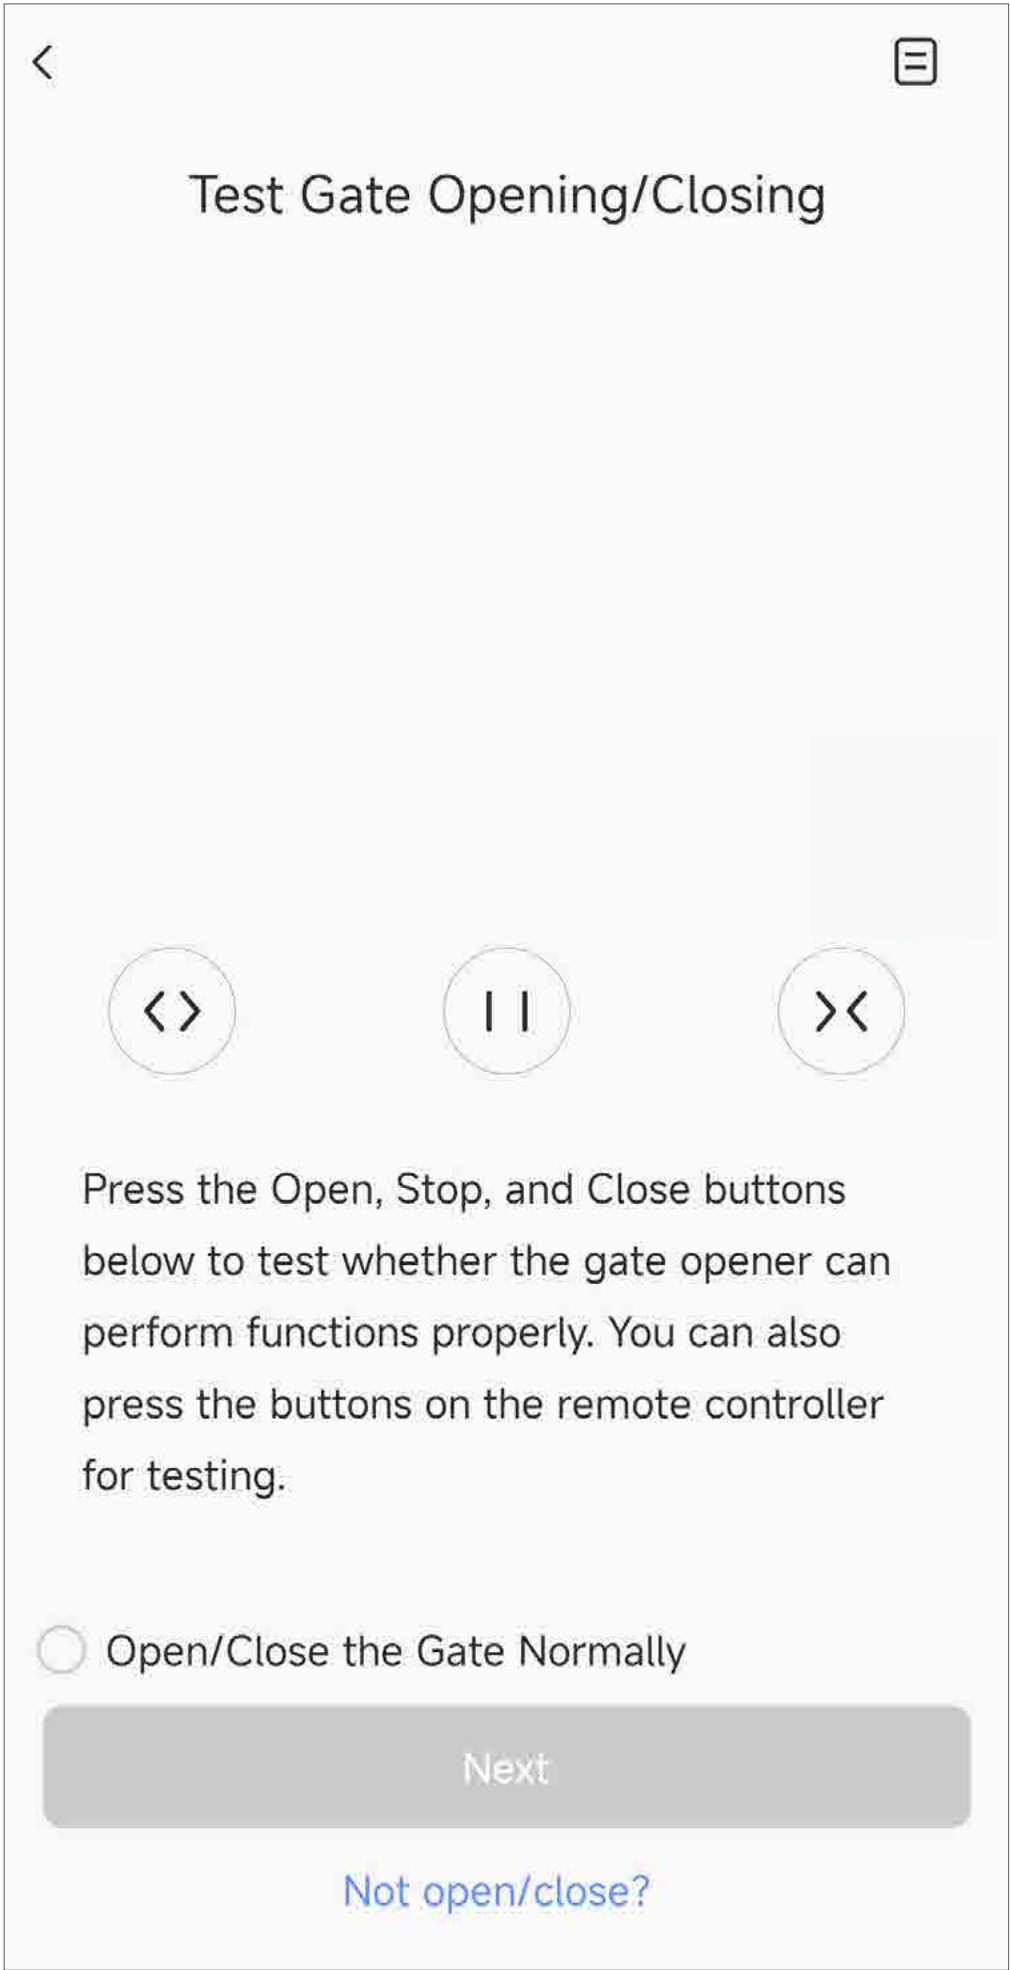 Test Gate Opening/Closing
Press the Open, Stop, and Close buttons
below to test whether the gate opener can
perform functions properly. You can also
press the buttons on the remote controller
for testing.
Open/Close the Gate Normally
Next
Not open/close?